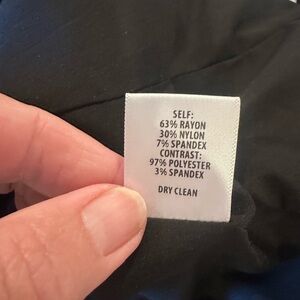 SELF:
63% RAYON
30% NYLON
7% SPANDEX
CONTRAST:
97% POLYESTER
3% SPANDEX
DRY CLEAN